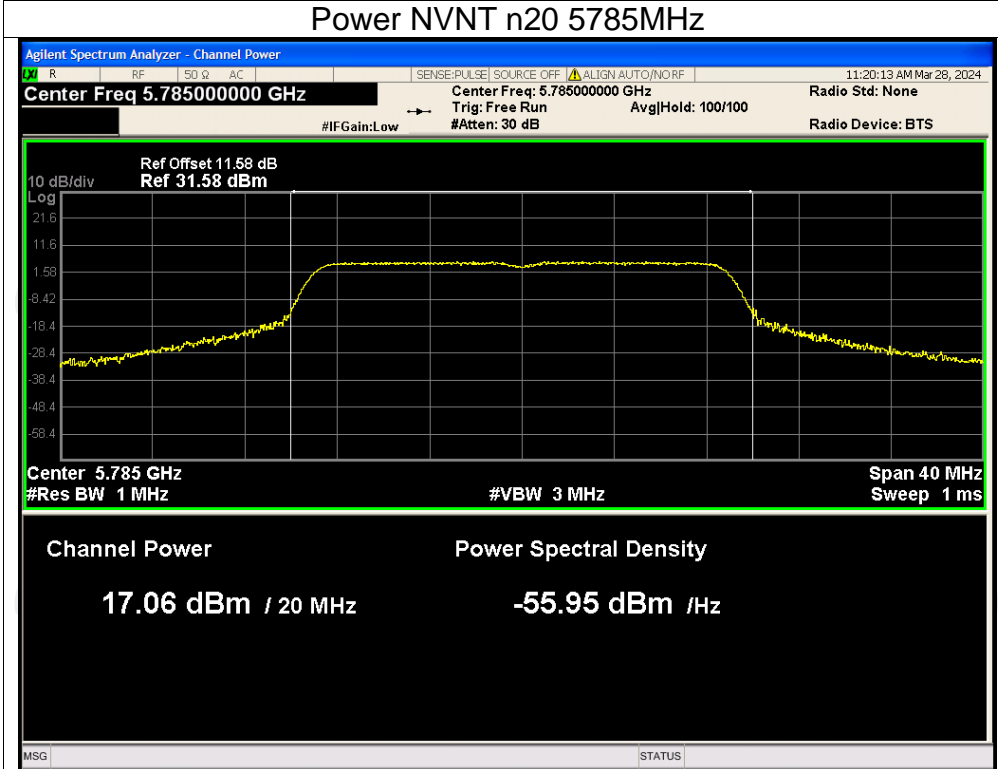 Power NVNT n20 5785MHz
Agilent Spectrum Analyzer - Channel Power
LXI R RF 50 Ω AC SENSE:PULSE SOURCE OFF ALIGN AUTO/NO RF 11:20:13 AM Mar 28, 2024
Center Freq 5.785000000 GHz Center Freq: 5.785000000 GHz Radio Std: None
Trig: Free Run Avg|Hold: 100/100
#IFGain:Low #Atten: 30 dB Radio Device: BTS
Ref Offset 11.58 dB
10 dB/div Ref 31.58 dBm
Log
21.6
11.6
1.58
-8.42
-18.4
-28.4
-38.4
-48.4
-58.4
Center 5.785 GHz Span 40 MHz
#Res BW 1 MHz #VBW 3 MHz Sweep 1 ms
Channel Power Power Spectral Density
17.06 dBm / 20 MHz -55.95 dBm /Hz
MSG STATUS